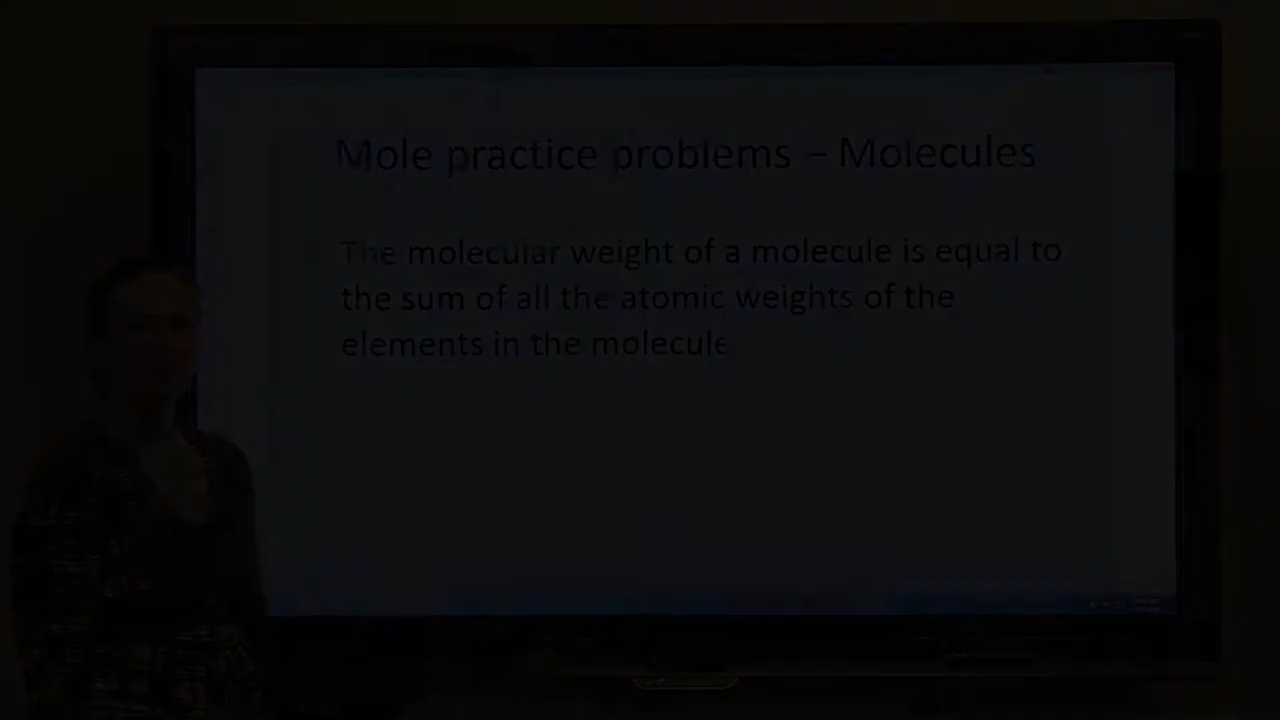 Mole practice problems – Molecules
The molecular weight of a molecule is equal to
the sum of all the atomic weights of the
elements in the molecule